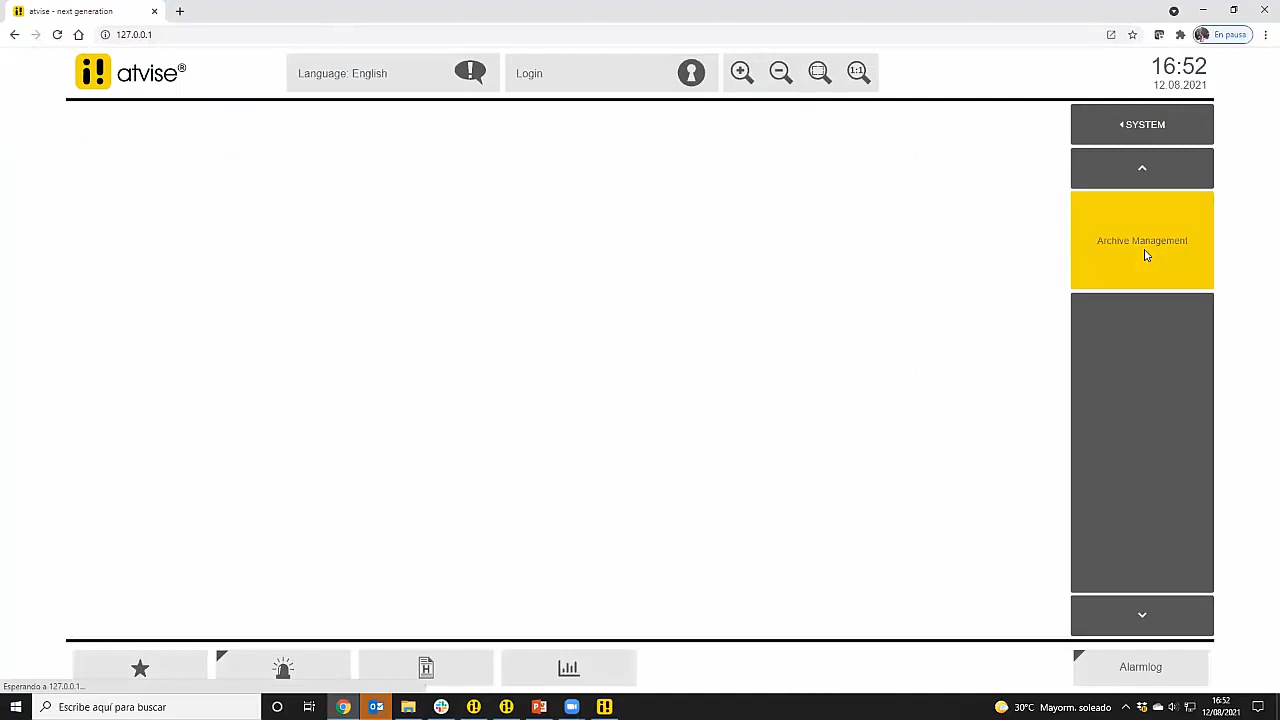 atvise - next generation
127.0.0.1
En pausa
atvise®
Language: English
Login
1:1
16:52
12.08.2021
SYSTEM
Archive Management
H
Alarmlog
Esperando a 127.0.0.1...
Escribe aquí para buscar
30°C Mayorm. soleado
16:52
12/08/2021